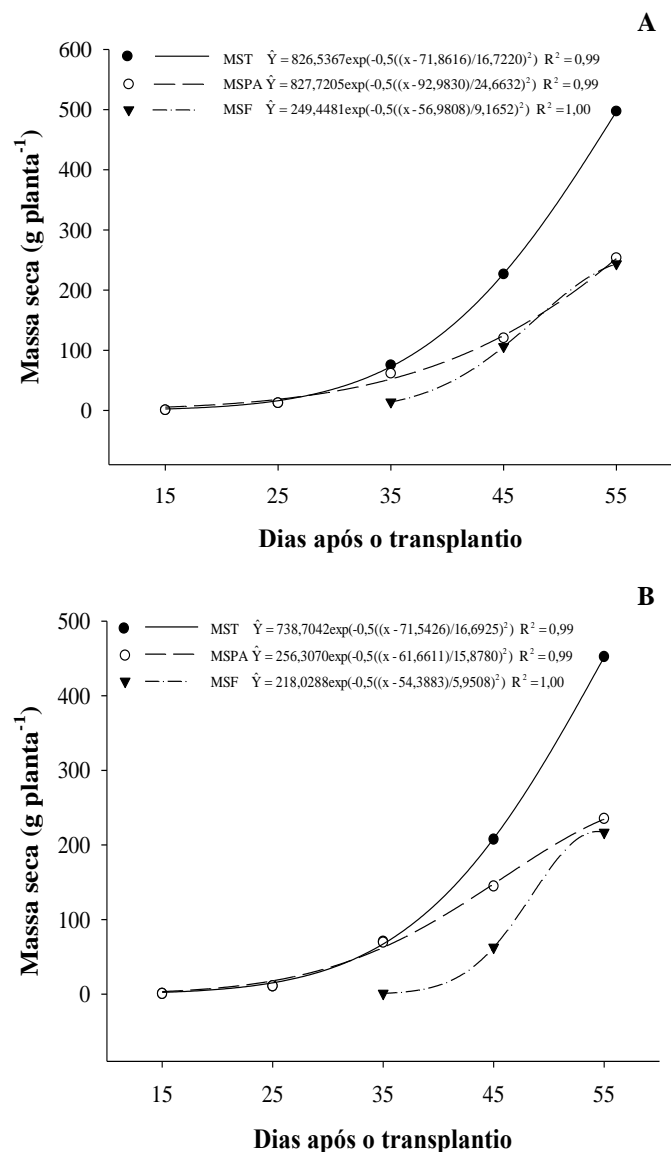 A
600
MST Ŷ = 826,5367exp(-0,5((x - 71,8616)/16,7220)²) R² = 0,99
MSPA Ŷ = 827,7205exp(-0,5((x - 92,9830)/24,6632)²) R² = 0,99
MSF Ŷ = 249,4481exp(-0,5((x - 56,9808)/9,1652)²) R² = 1,00
500
400
300
200
100
0
Massa seca (g planta⁻¹)
15 25 35 45 55
Dias após o transplantio
B
500
MST Ŷ = 738,7042exp(-0,5((x - 71,5426)/16,6925)²) R² = 0,99
MSPA Ŷ = 256,3070exp(-0,5((x - 61,6611)/15,8780)²) R² = 0,99
MSF Ŷ = 218,0288exp(-0,5((x - 54,3883)/5,9508)²) R² = 1,00
400
300
200
100
0
Massa seca (g planta⁻¹)
15 25 35 45 55
Dias após o transplantio